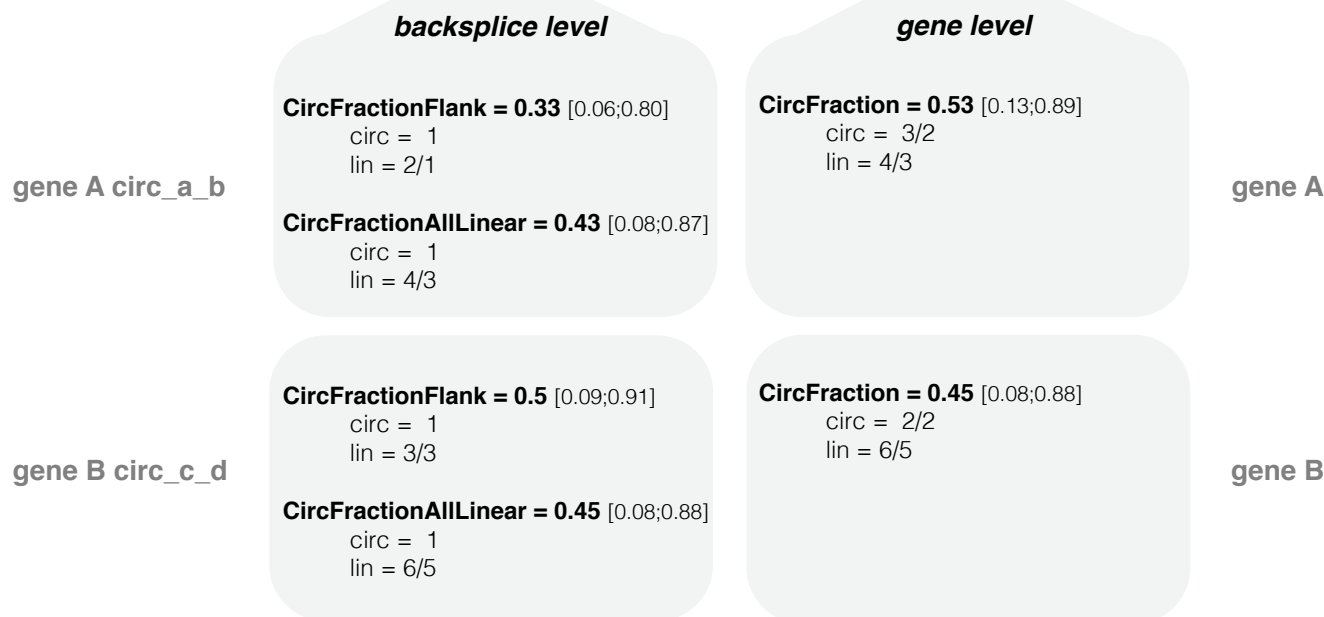 backsplice level
gene level
gene A circ_a_b
CircFractionFlank = 0.33 [0.06;0.80]
circ = 1
lin = 2/1
CircFractionAllLinear = 0.43 [0.08;0.87]
circ = 1
lin = 4/3
CircFraction = 0.53 [0.13;0.89]
circ = 3/2
lin = 4/3
gene A
gene B circ_c_d
CircFractionFlank = 0.5 [0.09;0.91]
circ = 1
lin = 3/3
CircFractionAllLinear = 0.45 [0.08;0.88]
circ = 1
lin = 6/5
CircFraction = 0.45 [0.08;0.88]
circ = 2/2
lin = 6/5
gene B